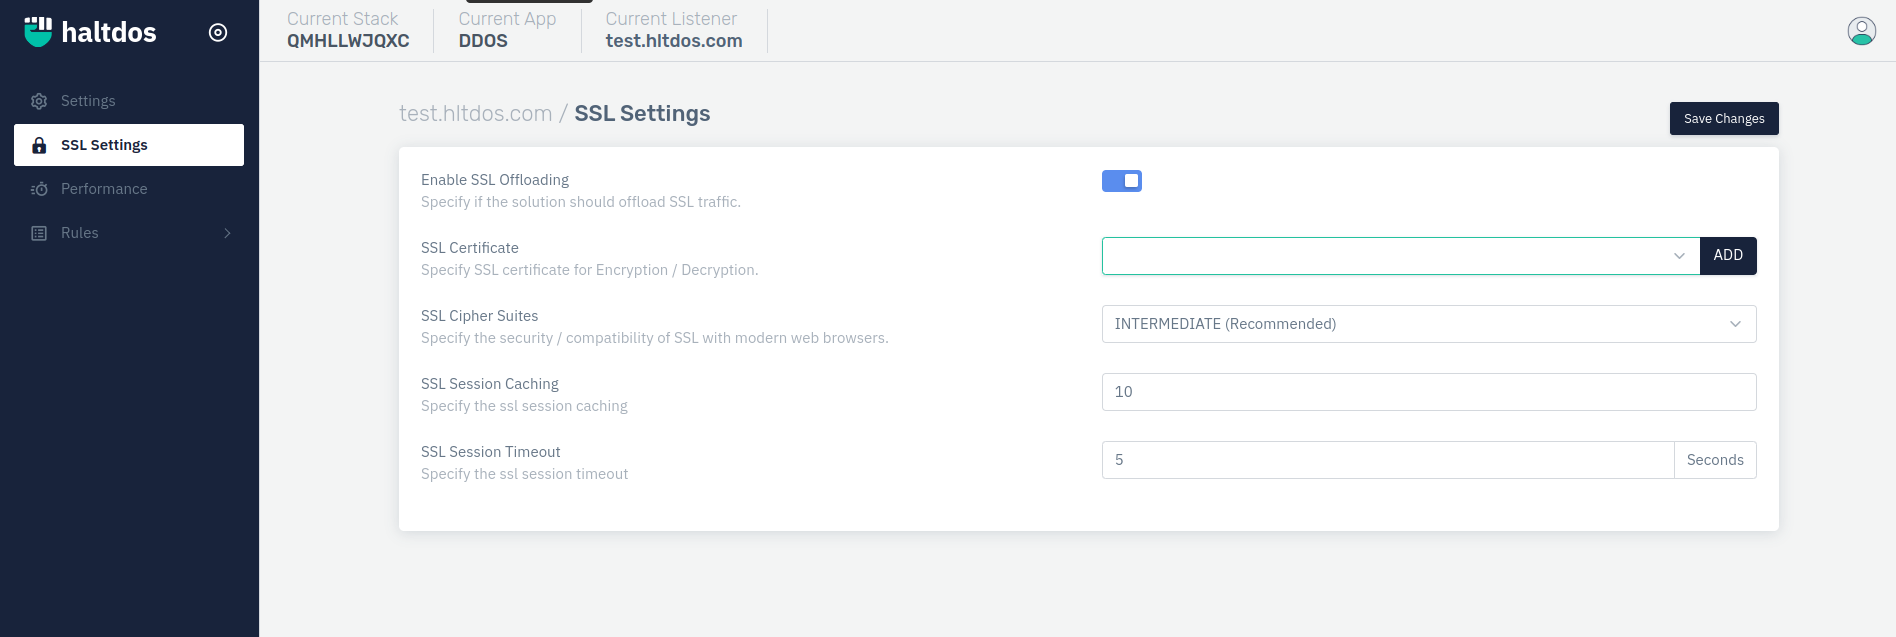 haltdos
Current Stack
QMHLLWJQXC
Current App
DDOS
Current Listener
test.hltdos.com
Settings
SSL Settings
Performance
Rules
test.hltdos.com / SSL Settings
Save Changes
Enable SSL Offloading
Specify if the solution should offload SSL traffic.
SSL Certificate
Specify SSL certificate for Encryption / Decryption.
ADD
SSL Cipher Suites
Specify the security / compatibility of SSL with modern web browsers.
INTERMEDIATE (Recommended)
SSL Session Caching
Specify the ssl session caching
10
SSL Session Timeout
Specify the ssl session timeout
5
Seconds